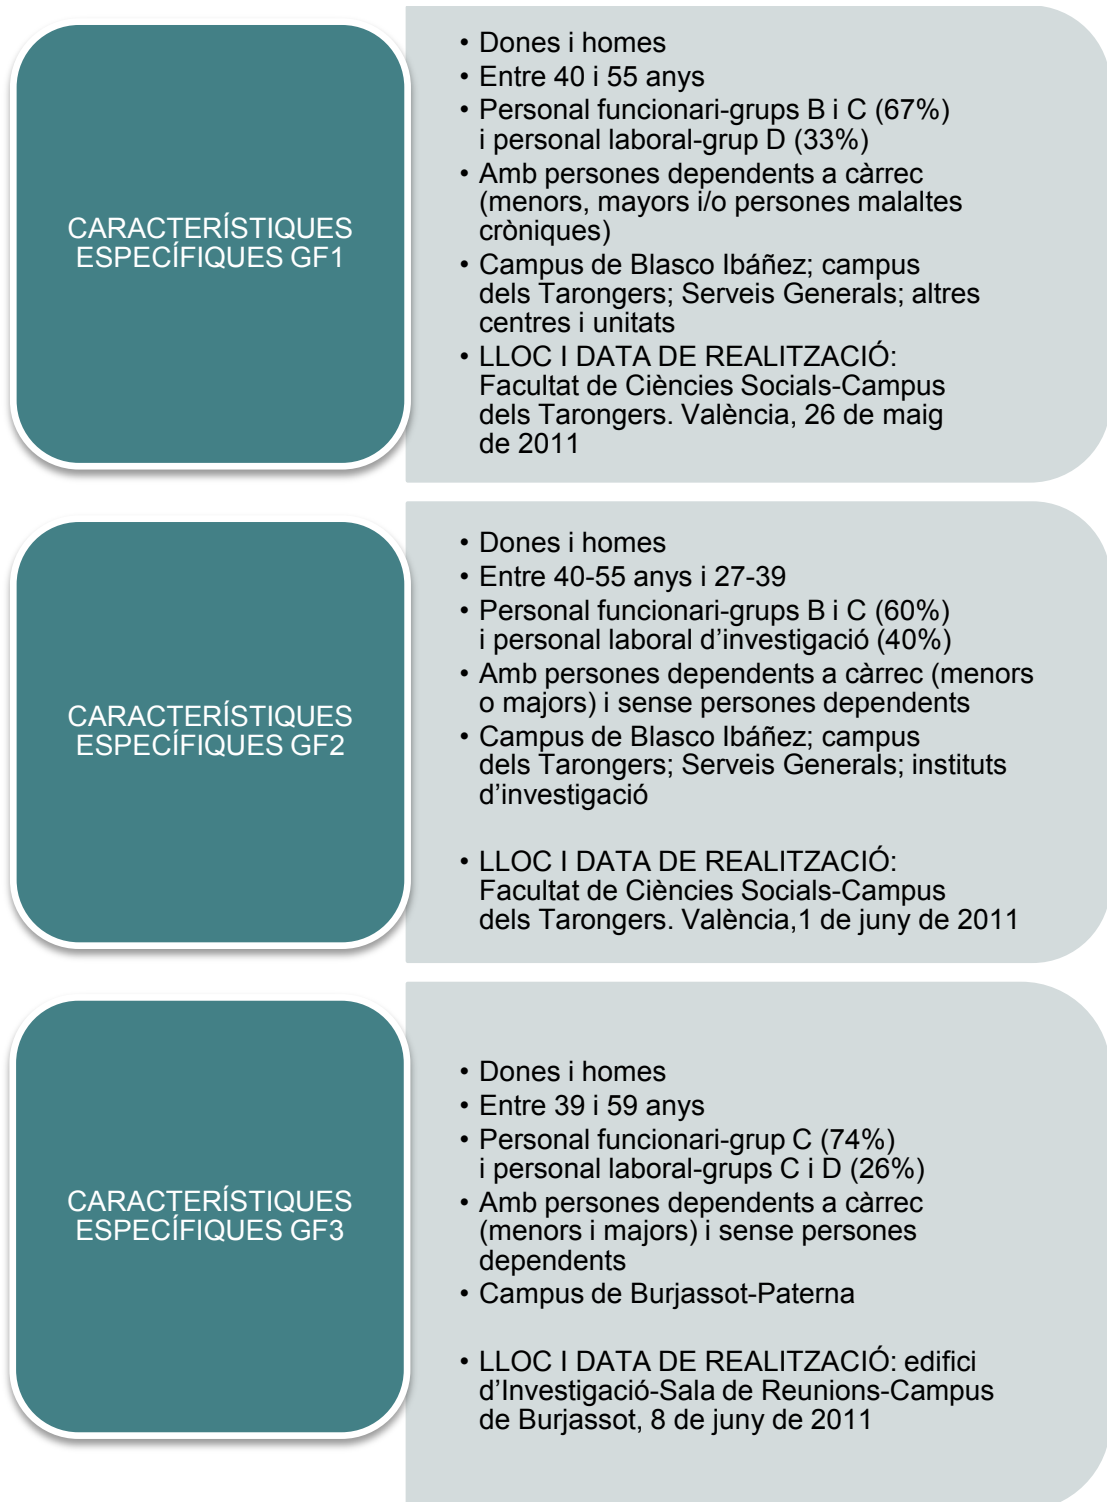 CARACTERÍSTIQUES
ESPECÍFIQUES GF1
• Dones i homes
• Entre 40 i 55 anys
• Personal funcionari-grups B i C (67%)
i personal laboral-grup D (33%)
• Amb persones dependents a càrrec
(menors, mayors i/o persones malaltes
cròniques)
• Campus de Blasco Ibáñez; campus
dels Tarongers; Serveis Generals; altres
centres i unitats
• LLOC I DATA DE REALITZACIÓ:
Facultat de Ciències Socials-Campus
dels Tarongers. València, 26 de maig
de 2011
CARACTERÍSTIQUES
ESPECÍFIQUES GF2
• Dones i homes
• Entre 40-55 anys i 27-39
• Personal funcionari-grups B i C (60%)
i personal laboral d’investigació (40%)
• Amb persones dependents a càrrec (menors
o majors) i sense persones dependents
• Campus de Blasco Ibáñez; campus
dels Tarongers; Serveis Generals; instituts
d’investigació
• LLOC I DATA DE REALITZACIÓ:
Facultat de Ciències Socials-Campus
dels Tarongers. València,1 de juny de 2011
CARACTERÍSTIQUES
ESPECÍFIQUES GF3
• Dones i homes
• Entre 39 i 59 anys
• Personal funcionari-grup C (74%)
i personal laboral-grups C i D (26%)
• Amb persones dependents a càrrec
(menors i majors) i sense persones
dependents
• Campus de Burjassot-Paterna
• LLOC I DATA DE REALITZACIÓ: edifici
d’Investigació-Sala de Reunions-Campus
de Burjassot, 8 de juny de 2011